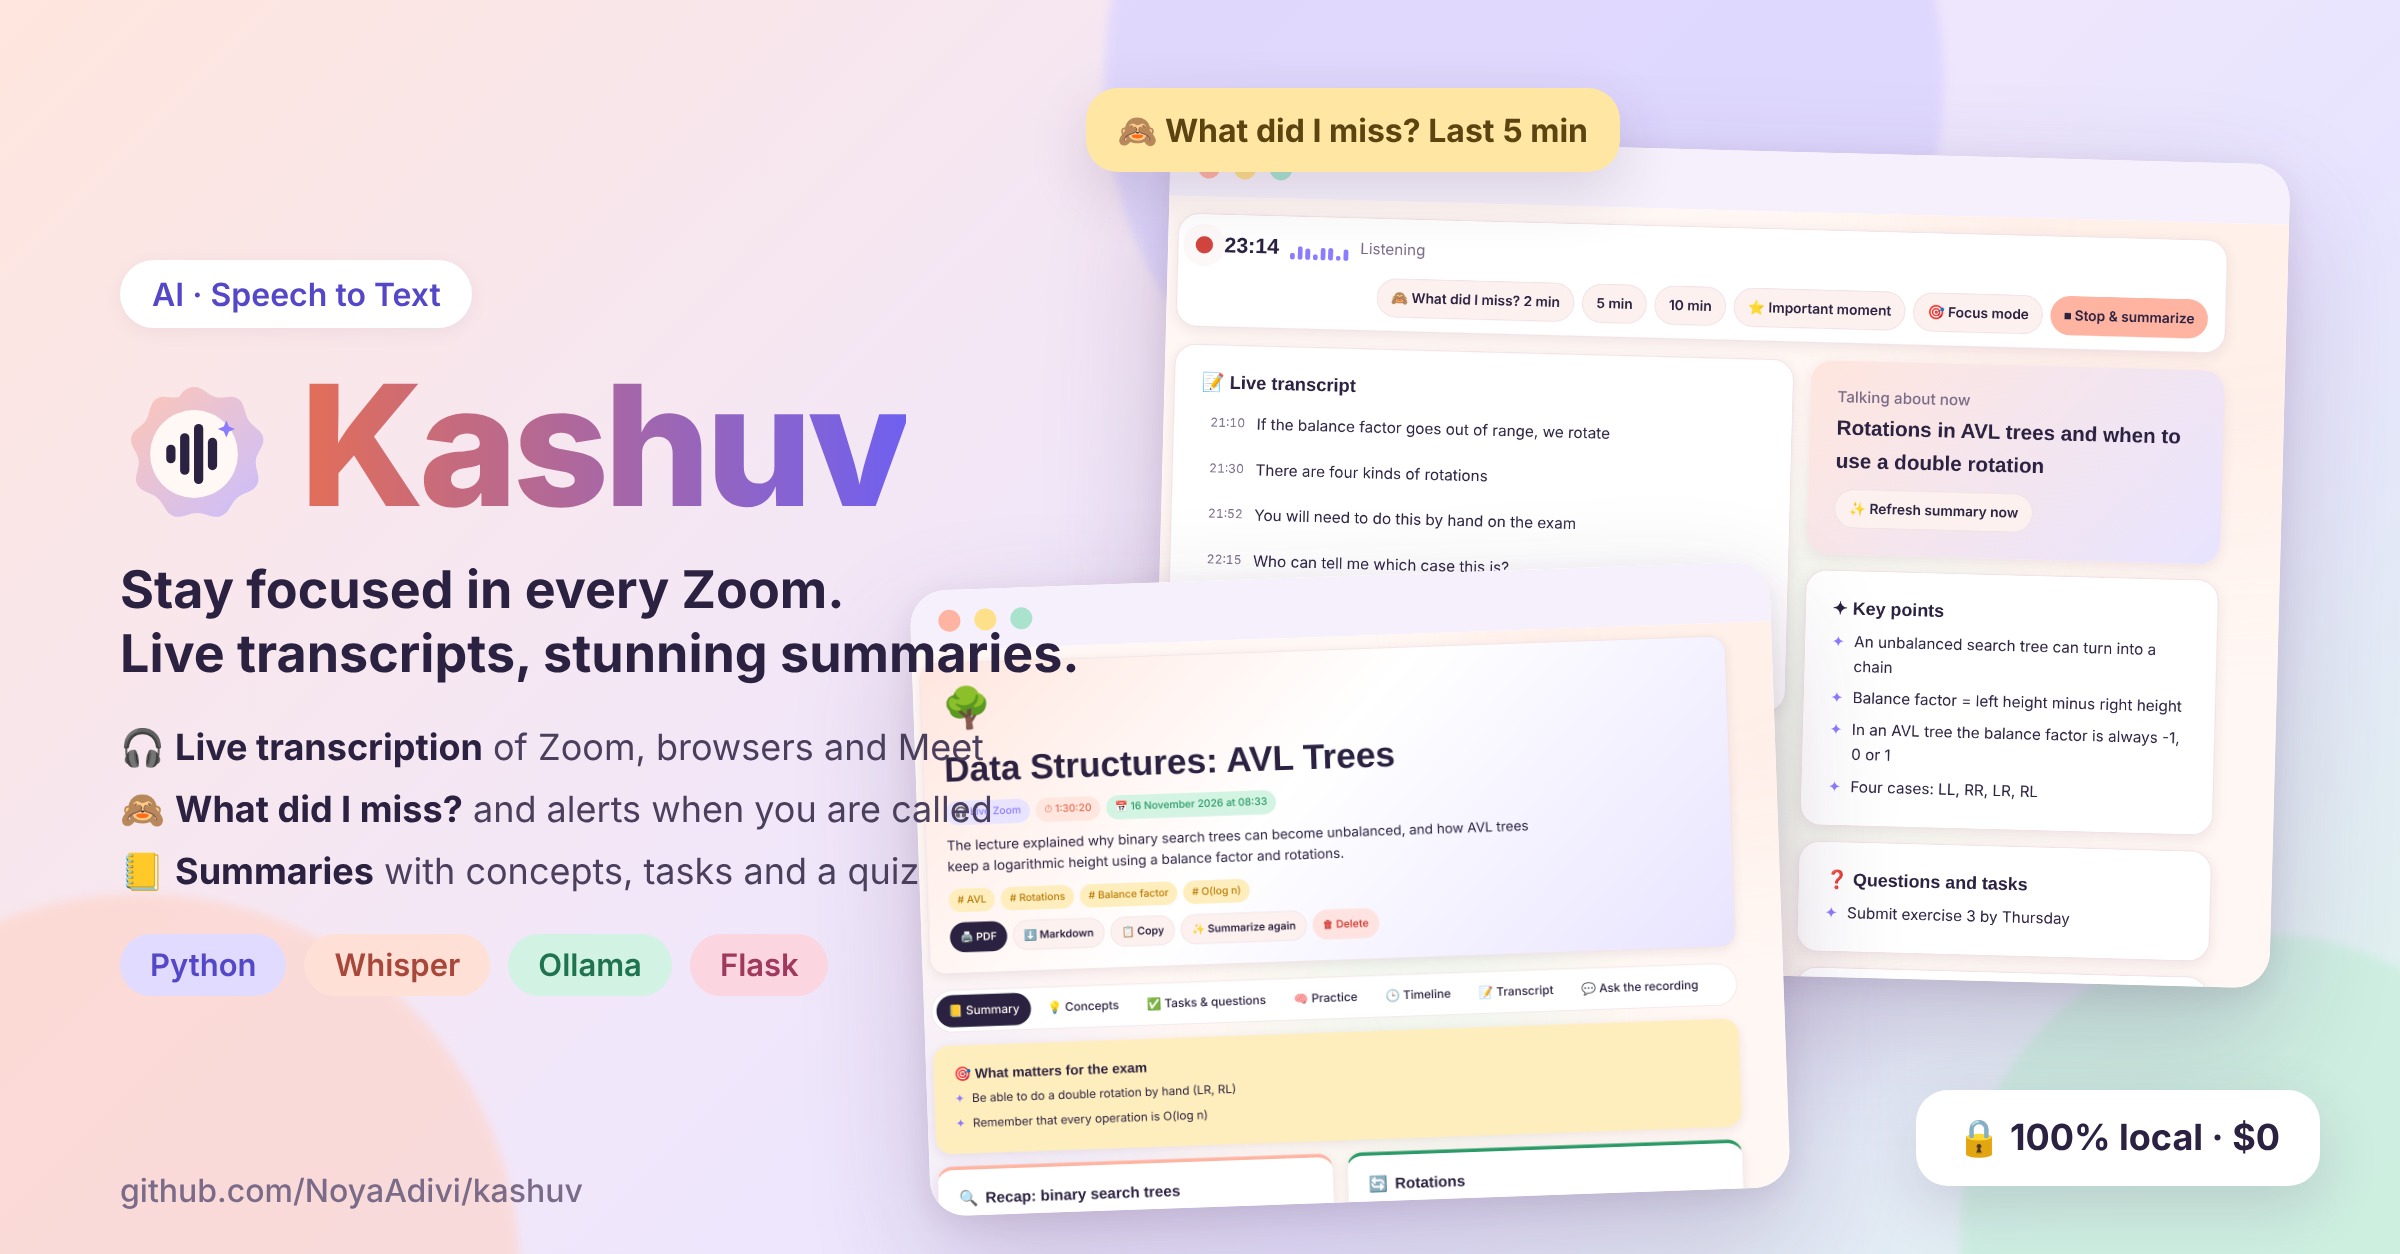 AI · Speech to Text
Kashuv
Stay focused in every Zoom.
Live transcripts, stunning summaries.
Live transcription of Zoom, browsers and Meet
What did I miss? and alerts when you are called
Summaries with concepts, tasks and a quiz
Python
Whisper
Ollama
Flask
github.com/NoyaAdivi/kashuv
What did I miss? Last 5 min
23:14
Listening
What did I miss? 2 min
5 min
10 min
Important moment
Focus mode
Stop & summarize
Live transcript
21:10 If the balance factor goes out of range, we rotate
21:30 There are four kinds of rotations
21:52 You will need to do this by hand on the exam
22:15 Who can tell me which case this is?
Talking about now
Rotations in AVL trees and when to
use a double rotation
Refresh summary now
Key points
An unbalanced search tree can turn into a
chain
Balance factor = left height minus right height
In an AVL tree the balance factor is always -1,
0 or 1
Four cases: LL, RR, LR, RL
Questions and tasks
Submit exercise 3 by Thursday
Data Structures: AVL Trees
Zoom
1:30:20
16 November 2026 at 08:33
The lecture explained why binary search trees can become unbalanced, and how AVL trees
keep a logarithmic height using a balance factor and rotations.
# AVL
# Rotations
# Balance factor
# O(log n)
PDF
Markdown
Copy
Summarize again
Delete
Summary
Concepts
Tasks & questions
Practice
Timeline
Transcript
Ask the recording
What matters for the exam
Be able to do a double rotation by hand (LR, RL)
Remember that every operation is O(log n)
Recap: binary search trees
Rotations
100% local · $0